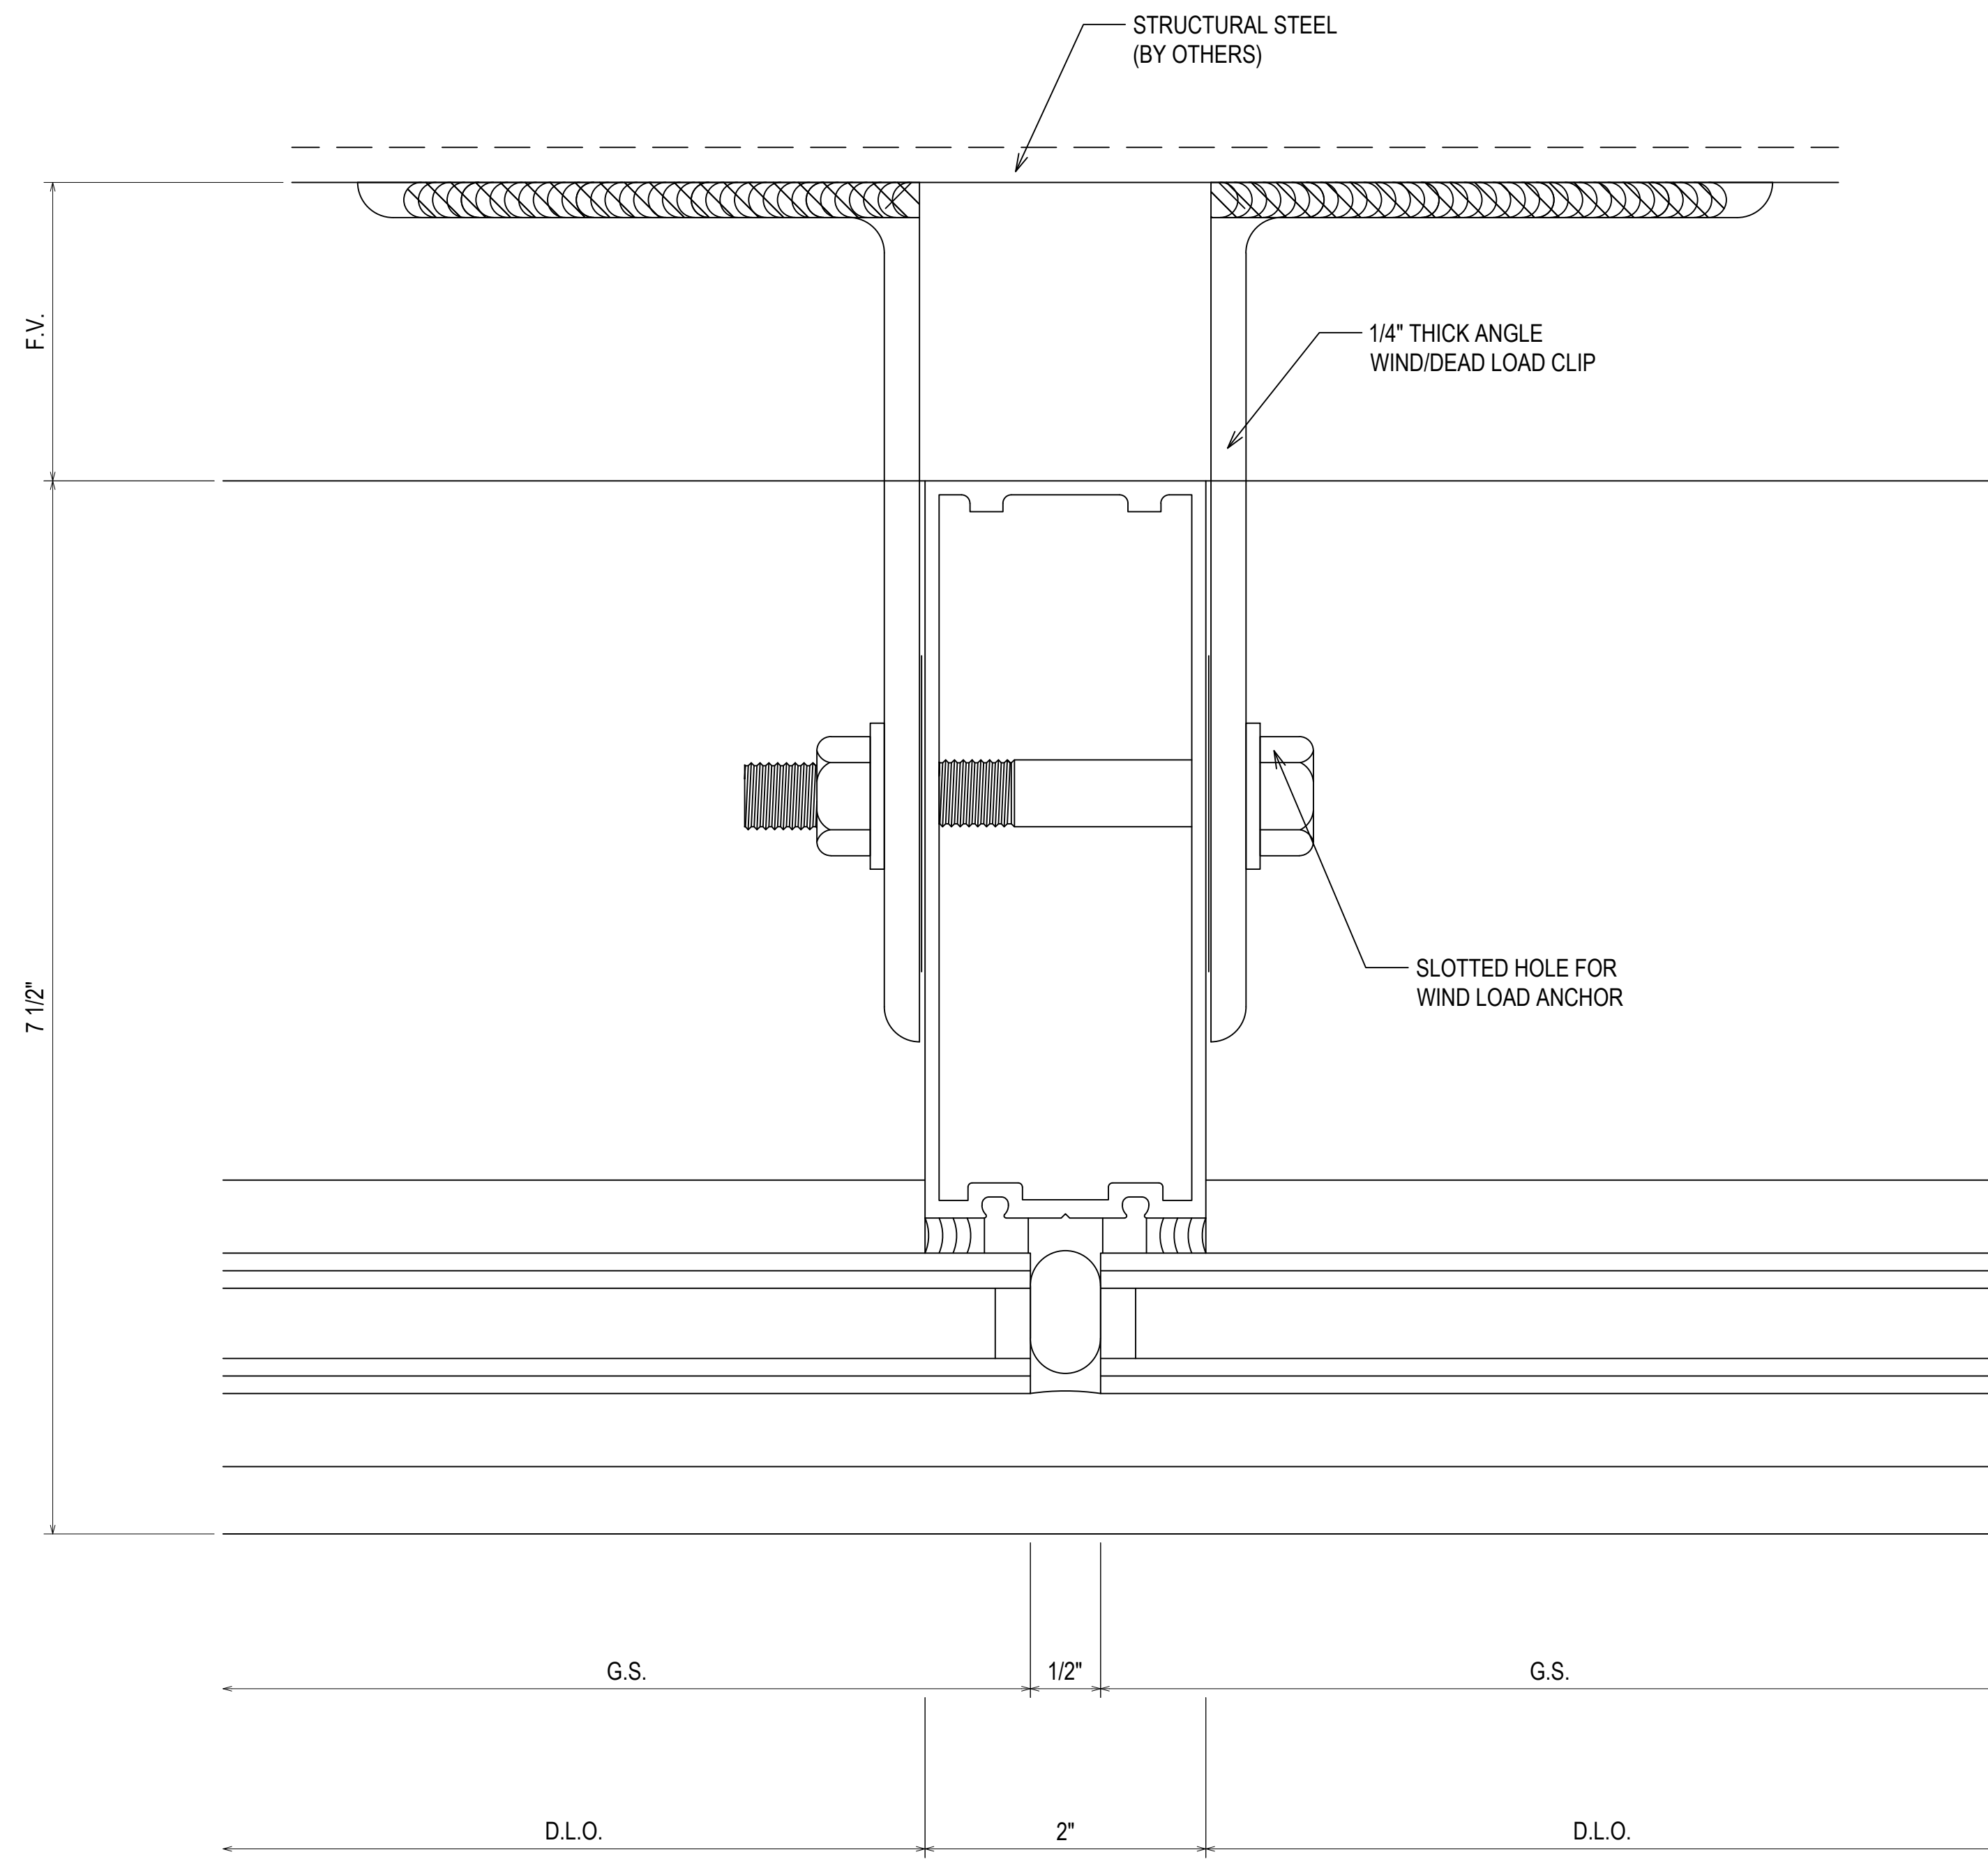 STRUCTURAL STEEL
(BY OTHERS)
F.V.
1/4" THICK ANGLE
WIND/DEAD LOAD CLIP
SLOTTED HOLE FOR
WIND LOAD ANCHOR
7 1/2"
G.S.
1/2"
G.S.
D.L.O.
2"
D.L.O.